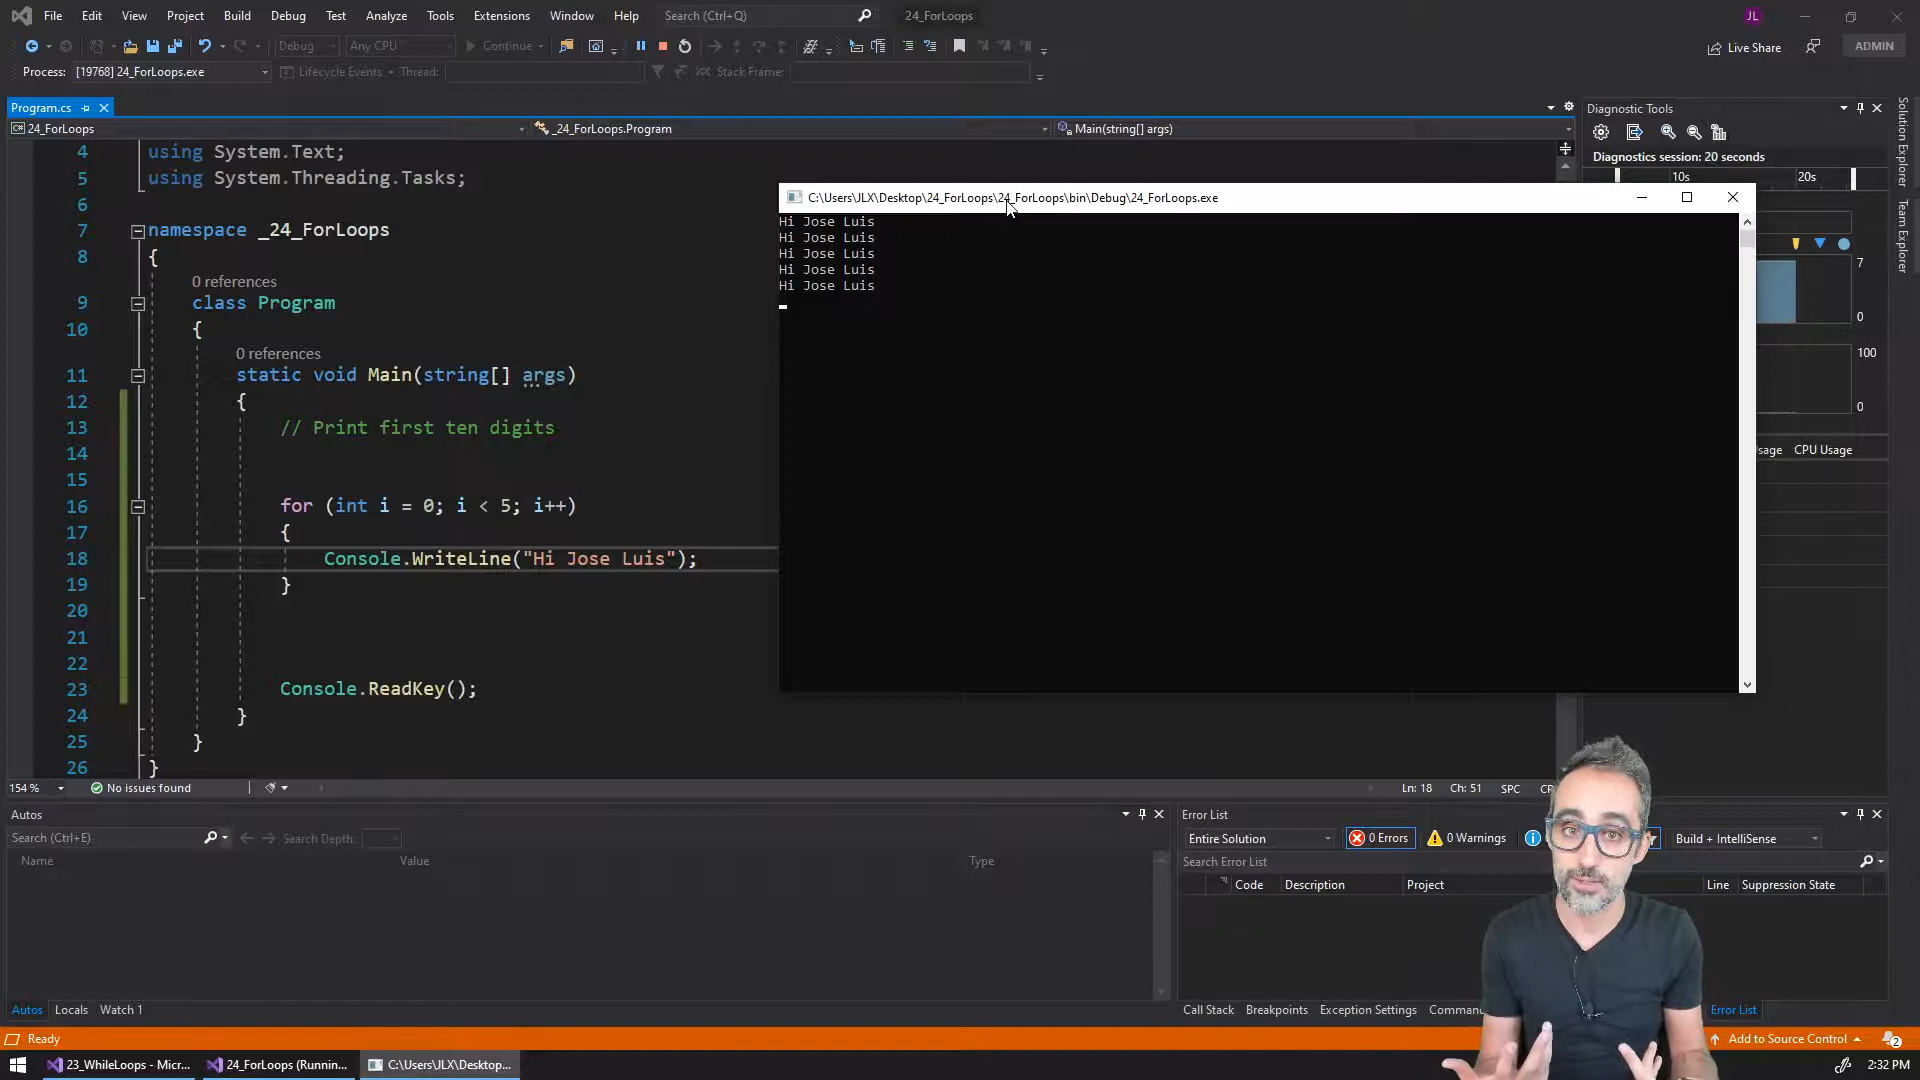 File Edit View Project Build Debug Test Analyze Tools Extensions Window Help Search (Ctrl+Q) 24_ForLoops JL
Debug Any CPU Continue Live Share ADMIN
Process: [19768] 24_ForLoops.exe Lifecycle Events Thread: Stack Frame:
Program.cs
24_ForLoops _24_ForLoops.Program Main(string[] args)
4 using System.Text;
5 using System.Threading.Tasks;
6
7 namespace _24_ForLoops
8 {
0 references
9 class Program
10 {
0 references
11 static void Main(string[] args)
12 {
13 // Print first ten digits
14
15
16 for (int i = 0; i < 5; i++)
17 {
18 Console.WriteLine("Hi Jose Luis");
19 }
20
21
22
23 Console.ReadKey();
24 }
25 }
26 }
154 % No issues found Ln: 18 Ch: 51 SPC
C:\Users\JLX\Desktop\24_ForLoops\24_ForLoops\bin\Debug\24_ForLoops.exe
Hi Jose Luis
Hi Jose Luis
Hi Jose Luis
Hi Jose Luis
Hi Jose Luis
Diagnostic Tools
Diagnostics session: 20 seconds
10s 20s
7
0
100
0
CPU Usage
Solution Explorer
Team Explorer
Autos
Search (Ctrl+E) Search Depth:
Name Value Type
Autos Locals Watch 1
Error List
Entire Solution 0 Errors 0 Warnings Build + IntelliSense
Search Error List
Code Description Project Line Suppression State
Call Stack Breakpoints Exception Settings Error List
Ready Add to Source Control 2
23_WhileLoops - Micr... 24_ForLoops (Runnin... C:\Users\JLX\Desktop... 2:32 PM